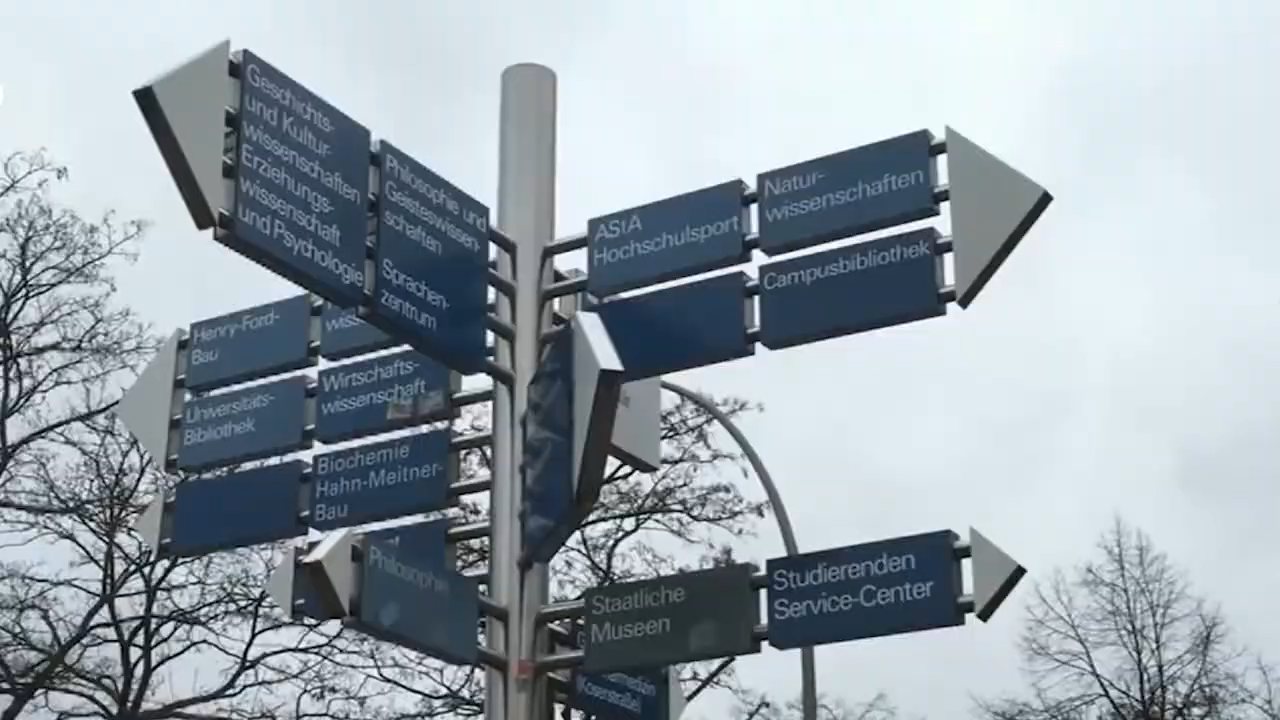 Geschichts-
und Kultur-
wissenschaften
Erziehungs-
wissenschaft
und Psychologie
Philosophie und
Geisteswissen-
schaften
Sprachen-
zentrum
AStA
Hochschulsport
Natur-
wissenschaften
Campusbibliothek
Henry-Ford-
Bau
Universitäts-
Bibliothek
Wirtschafts-
wissenschaft
Biochemie
Hahn-Meitner-
Bau
Philosophie
Staatliche
Museen
Studierenden
Service-Center